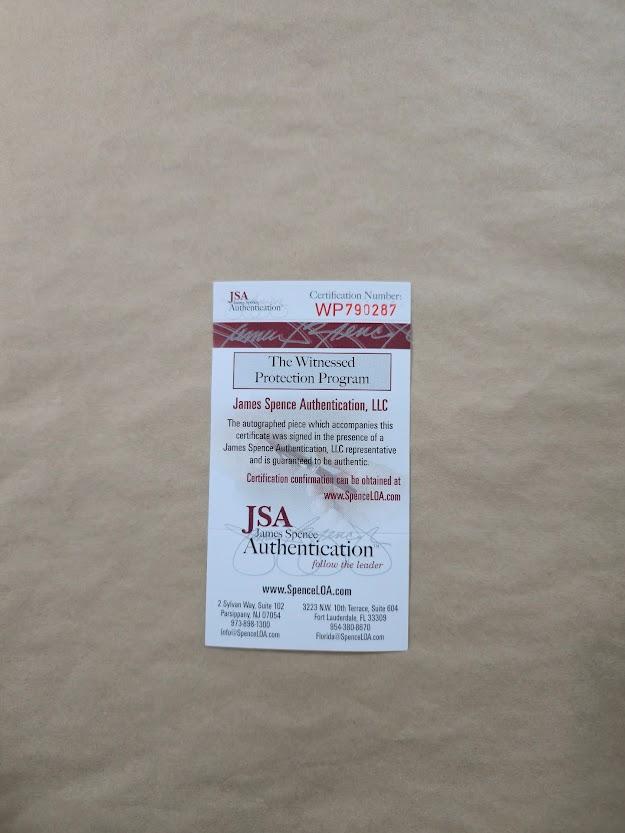 JSA
James Spence
Authentication™
Certification Number:
WP790287
The Witnessed
Protection Program
James Spence Authentication, LLC
The autographed piece which accompanies this
certificate was signed in the presence of a
James Spence Authentication, LLC representative
and is guaranteed to be authentic.
Certification confirmation can be obtained at
www.SpenceLOA.com
JSA
James Spence
Authentication™
follow the leader
www.SpenceLOA.com
2 Sylvan Way, Suite 102
Parsippany, NJ 07054
973-898-1300
Info@SpenceLOA.com
3223 N.W. 10th Terrace, Suite 604
Fort Lauderdale, FL 33309
954-380-8670
Florida@SpenceLOA.com